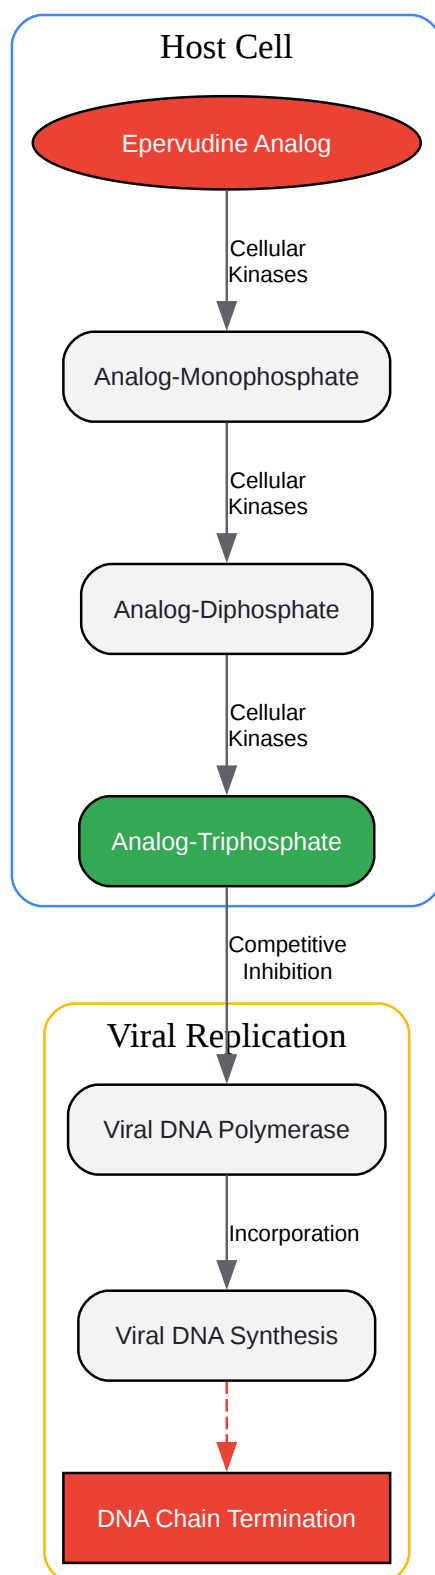 Host Cell
Epervudine Analog
Cellular
Kinases
Analog-Monophosphate
Cellular
Kinases
Analog-Diphosphate
Cellular
Kinases
Analog-Triphosphate
Competitive
Inhibition
Viral Replication
Viral DNA Polymerase
Incorporation
Viral DNA Synthesis
DNA Chain Termination